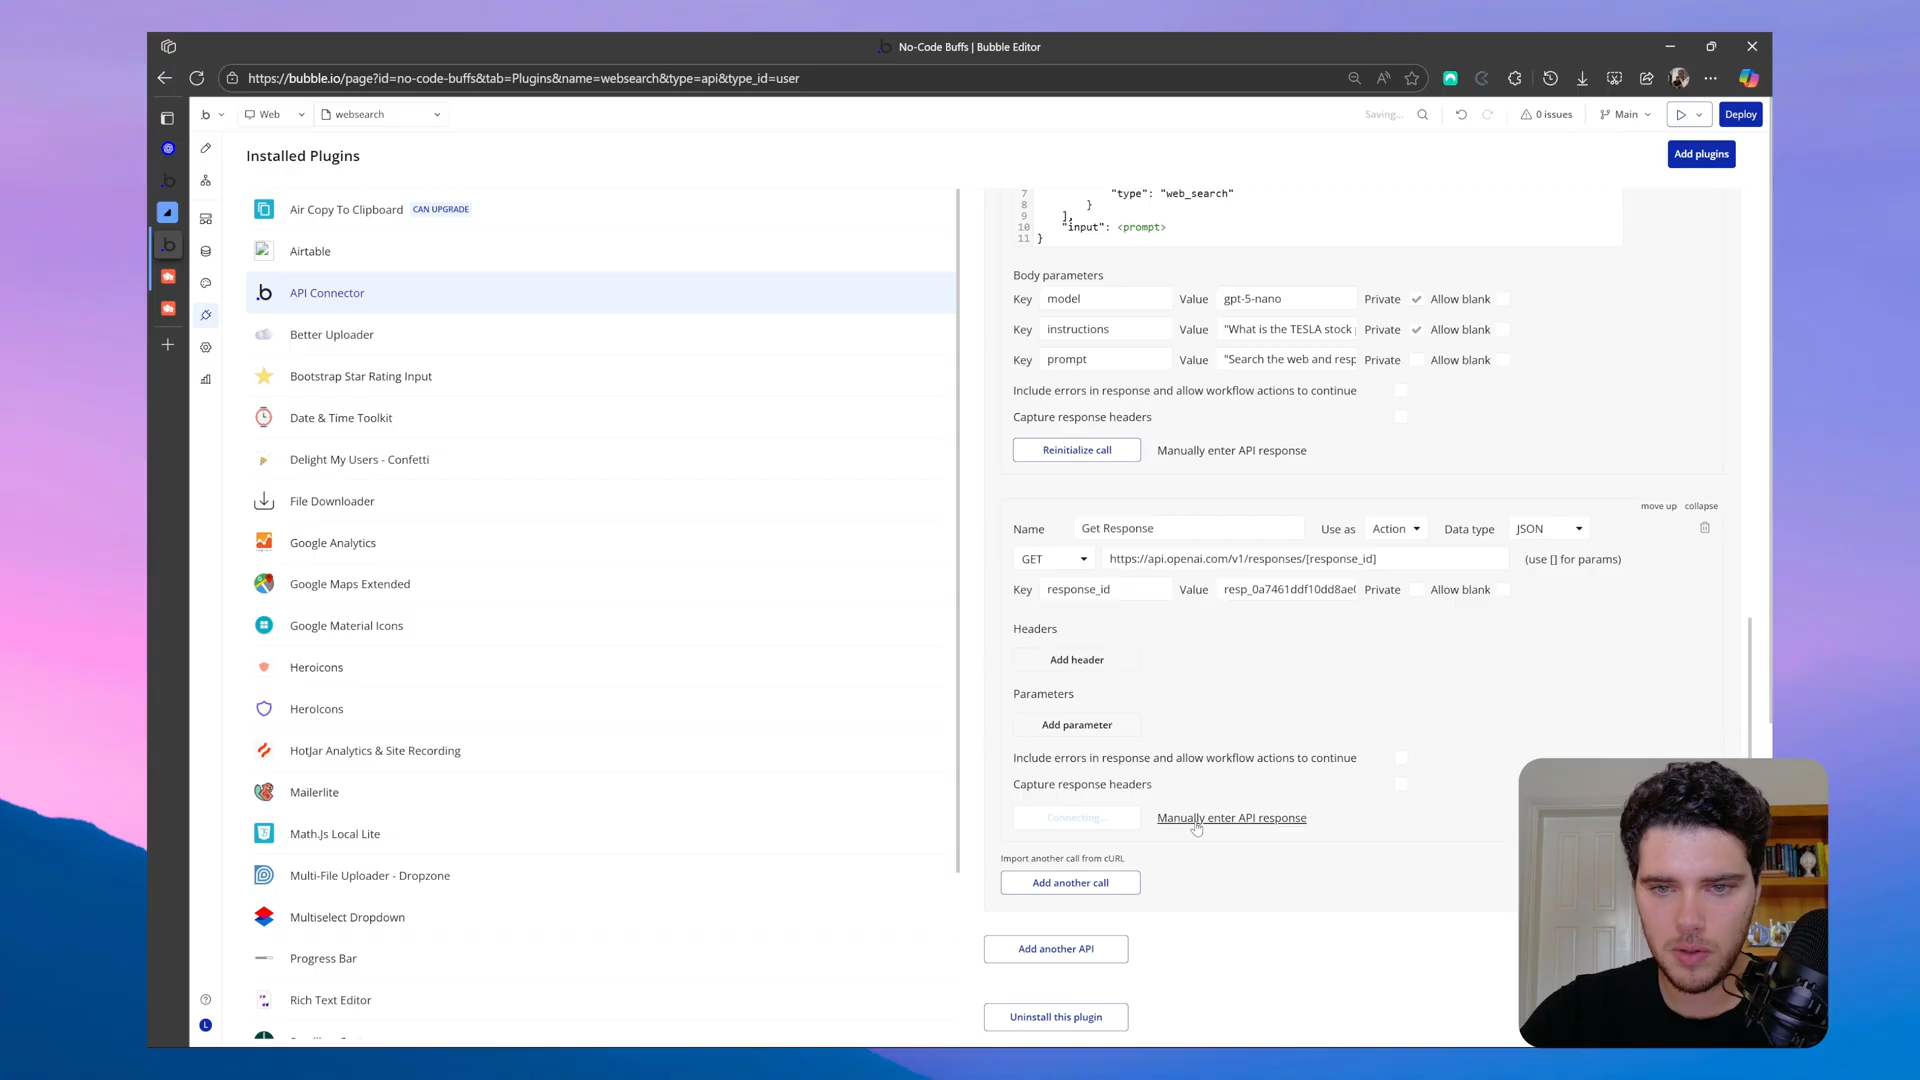 No-Code Buffs | Bubble Editor
https://bubble.io/page?id=no-code-buffs&tab=Plugins&name=websearch&type=api&type_id=user
Web
websearch
Saving...
0 issues
Main
Deploy
Installed Plugins
Add plugins
Air Copy To Clipboard CAN UPGRADE
Airtable
API Connector
Better Uploader
Bootstrap Star Rating Input
Date & Time Toolkit
Delight My Users - Confetti
File Downloader
Google Analytics
Google Maps Extended
Google Material Icons
Heroicons
HeroIcons
HotJar Analytics & Site Recording
Mailerlite
Math.Js Local Lite
Multi-File Uploader - Dropzone
Multiselect Dropdown
Progress Bar
Rich Text Editor
7 "type": "web_search"
8 }
9 ],
10 "input": <prompt>
11 }
Body parameters
Key model Value gpt-5-nano Private Allow blank
Key instructions Value "What is the TESLA stock Private Allow blank
Key prompt Value "Search the web and resp Private Allow blank
Include errors in response and allow workflow actions to continue
Capture response headers
Reinitialize call Manually enter API response
move up collapse
Name Get Response Use as Action Data type JSON
GET https://api.openai.com/v1/responses/[response_id] (use [] for params)
Key response_id Value resp_0a7461ddf10dd8ae0 Private Allow blank
Headers
Add header
Parameters
Add parameter
Include errors in response and allow workflow actions to continue
Capture response headers
Connecting... Manually enter API response
Import another call from cURL
Add another call
Add another API
Uninstall this plugin
L